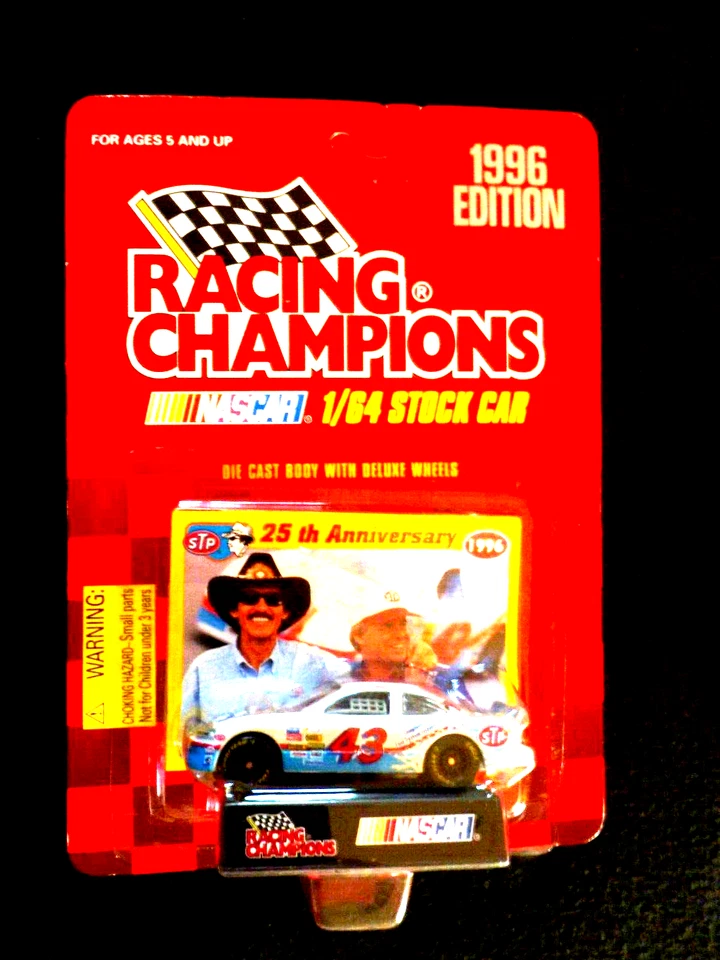 FOR AGES 5 AND UP
1996
EDITION
RACING ®
CHAMPIONS
NASCAR® 1/64 STOCK CAR
DIE CAST BODY WITH DELUXE WHEELS
STP 25 th Anniversary 1996
WARNING:
CHOKING HAZARD-Small parts
Not for Children under 3 years
43
STP
RACING
CHAMPIONS
NASCAR®